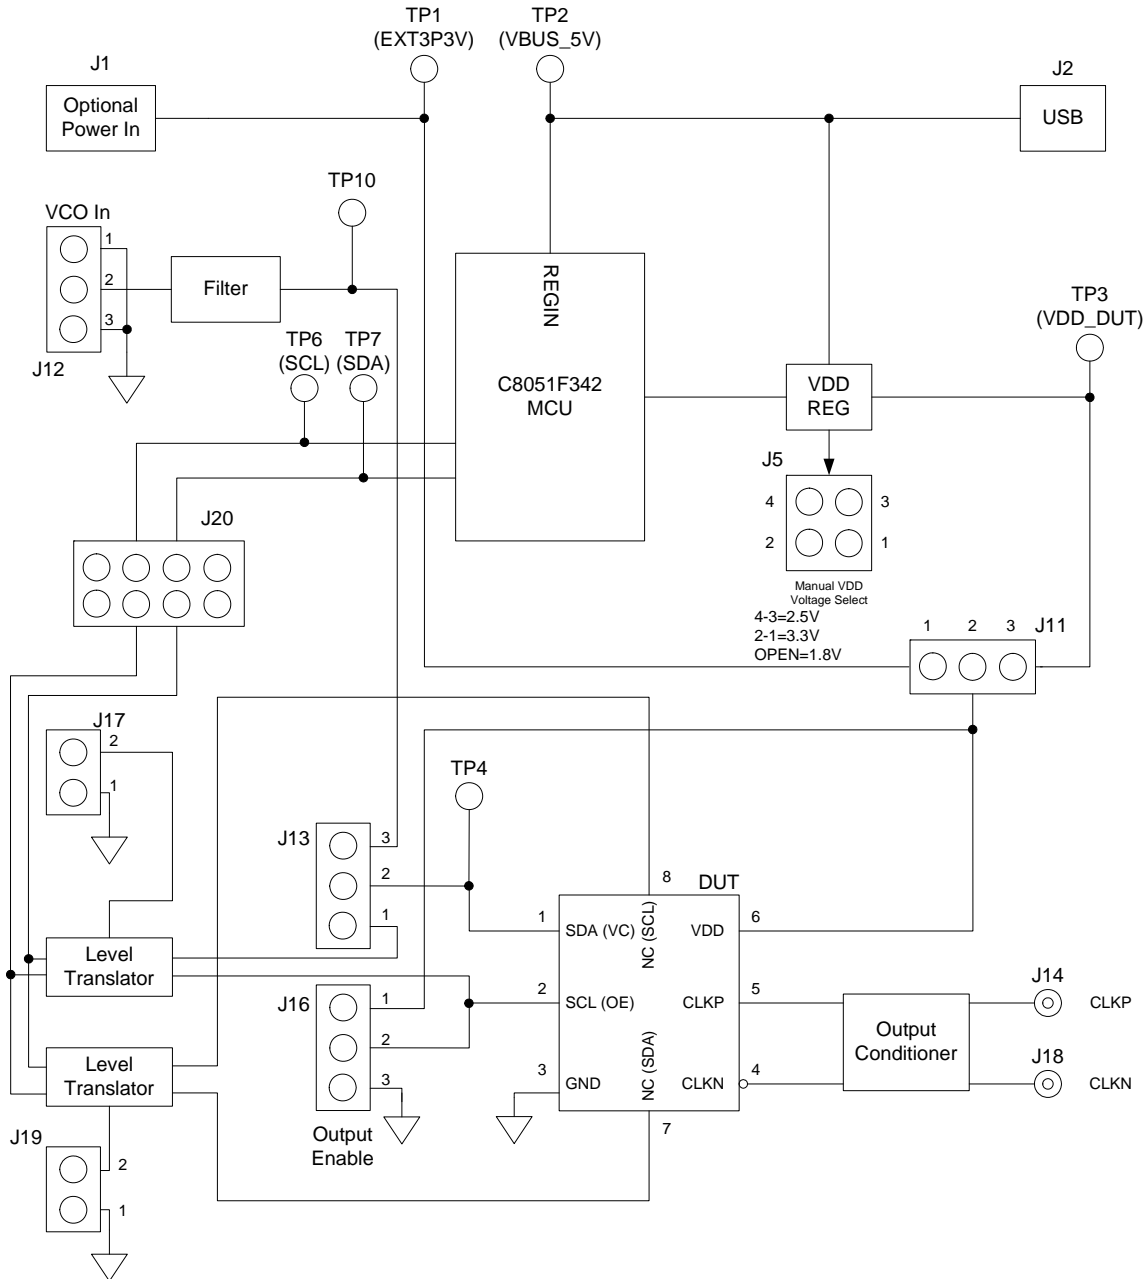 TP1
(EXT3P3V)
TP2
(VBUS_5V)
J1
Optional
Power In
J2
USB
TP10
VCO In
1
2
3
J12
Filter
REGIN
C8051F342
MCU
TP3
(VDD_DUT)
TP6
(SCL)
TP7
(SDA)
VDD
REG
J5
4
3
2
1
Manual VDD
Voltage Select
4-3=2.5V
2-1=3.3V
OPEN=1.8V
J20
1
2
3
J11
J17
2
1
TP4
J13
3
2
1
8
DUT
1
SDA (VC)
NC (SCL)
VDD
6
Level
Translator
2
SCL (OE)
CLKP
5
J16
1
2
3
Output
Enable
3
GND
NC (SDA)
CLKN
4
7
Output
Conditioner
J14
CLKP
J18
CLKN
Level
Translator
J19
2
1